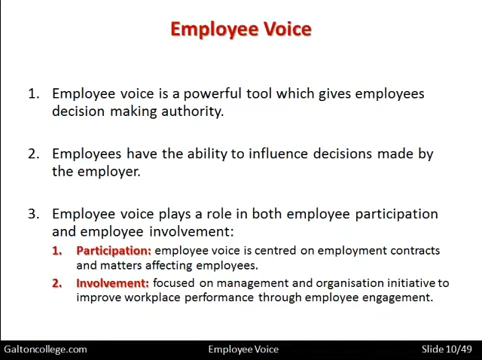 Employee Voice
1. Employee voice is a powerful tool which gives employees
decision making authority.
2. Employees have the ability to influence decisions made by
the employer.
3. Employee voice plays a role in both employee participation
and employee involvement:
1. Participation: employee voice is centred on employment contracts
and matters affecting employees.
2. Involvement: focused on management and organisation initiative to
improve workplace performance through employee engagement.
Galtoncollege.com Employee Voice Slide 10/49